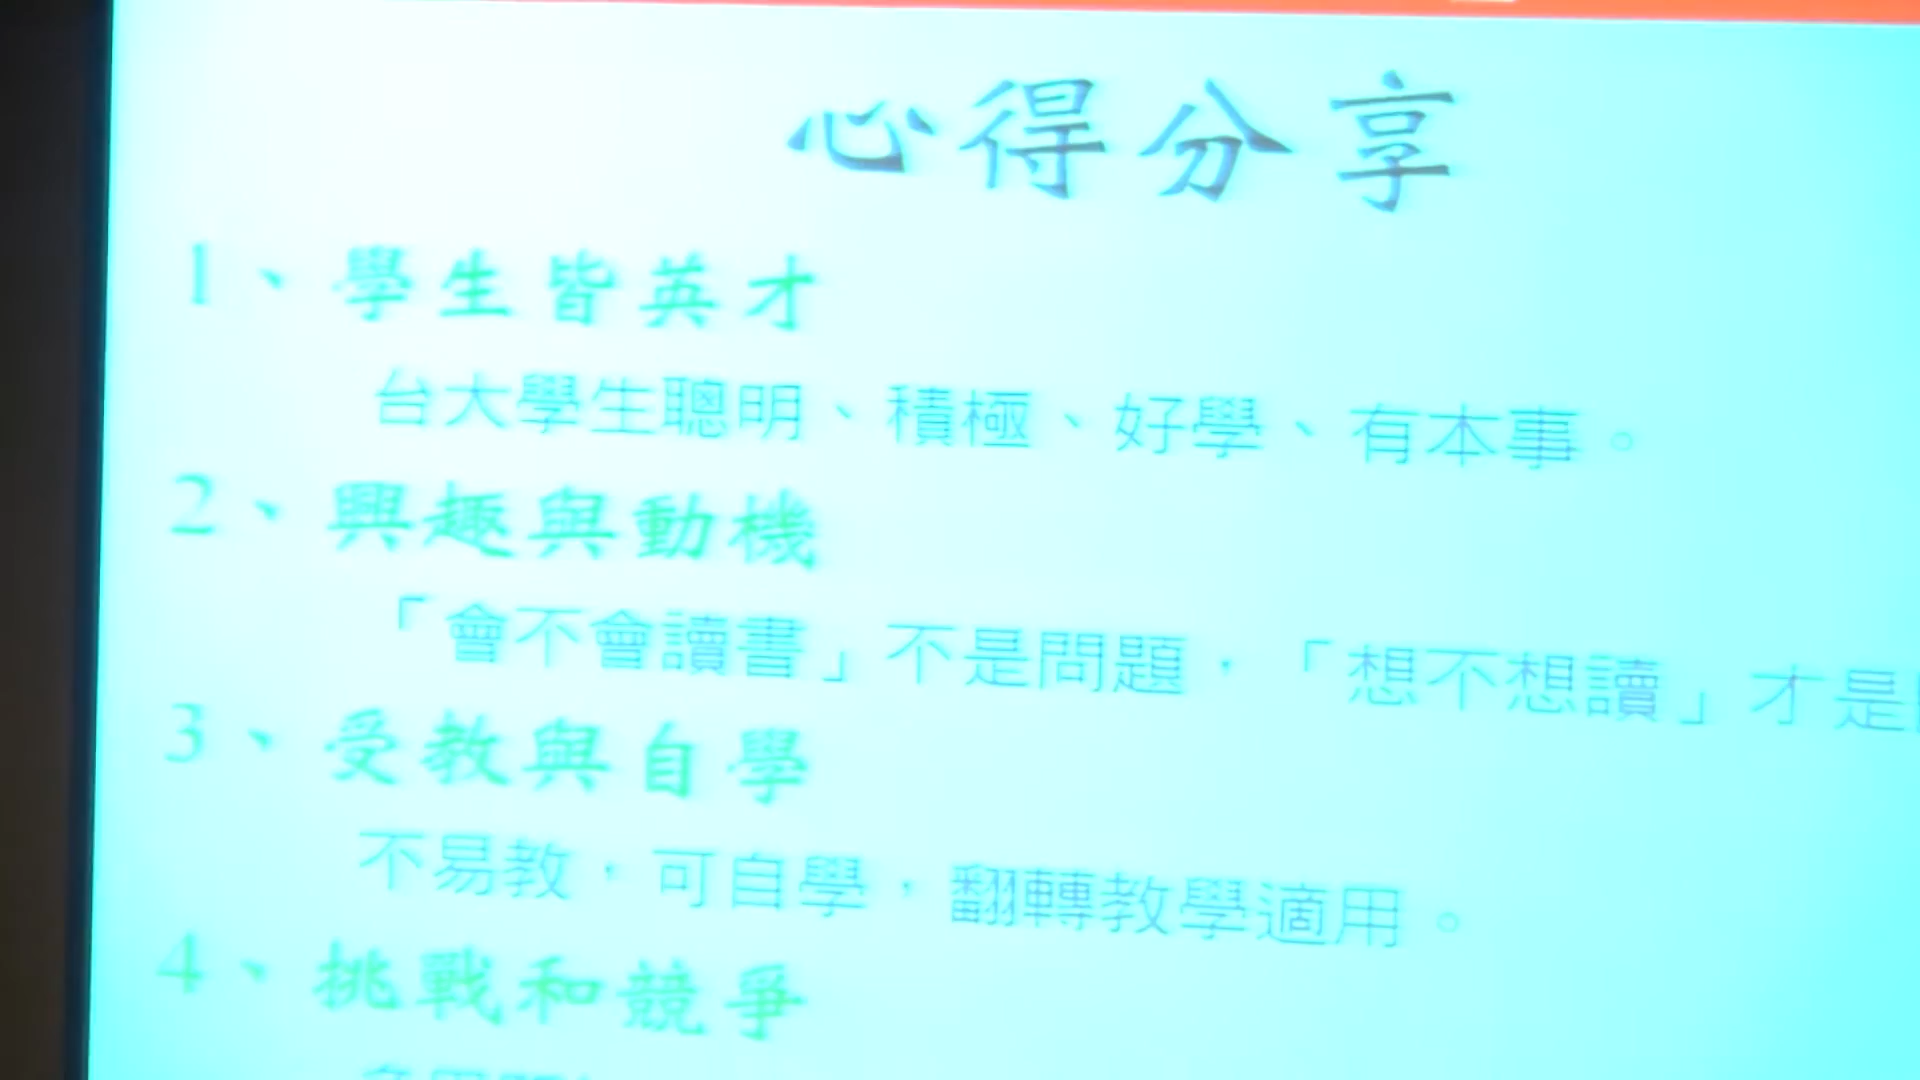 心得分享
1、學生皆英才
台大學生聰明、積極、好學、有本事。
2、興趣與動機
「會不會讀書」不是問題，「想不想讀」才是
3、受教與自學
不易教，可自學，翻轉教學適用。
4、挑戰和競爭